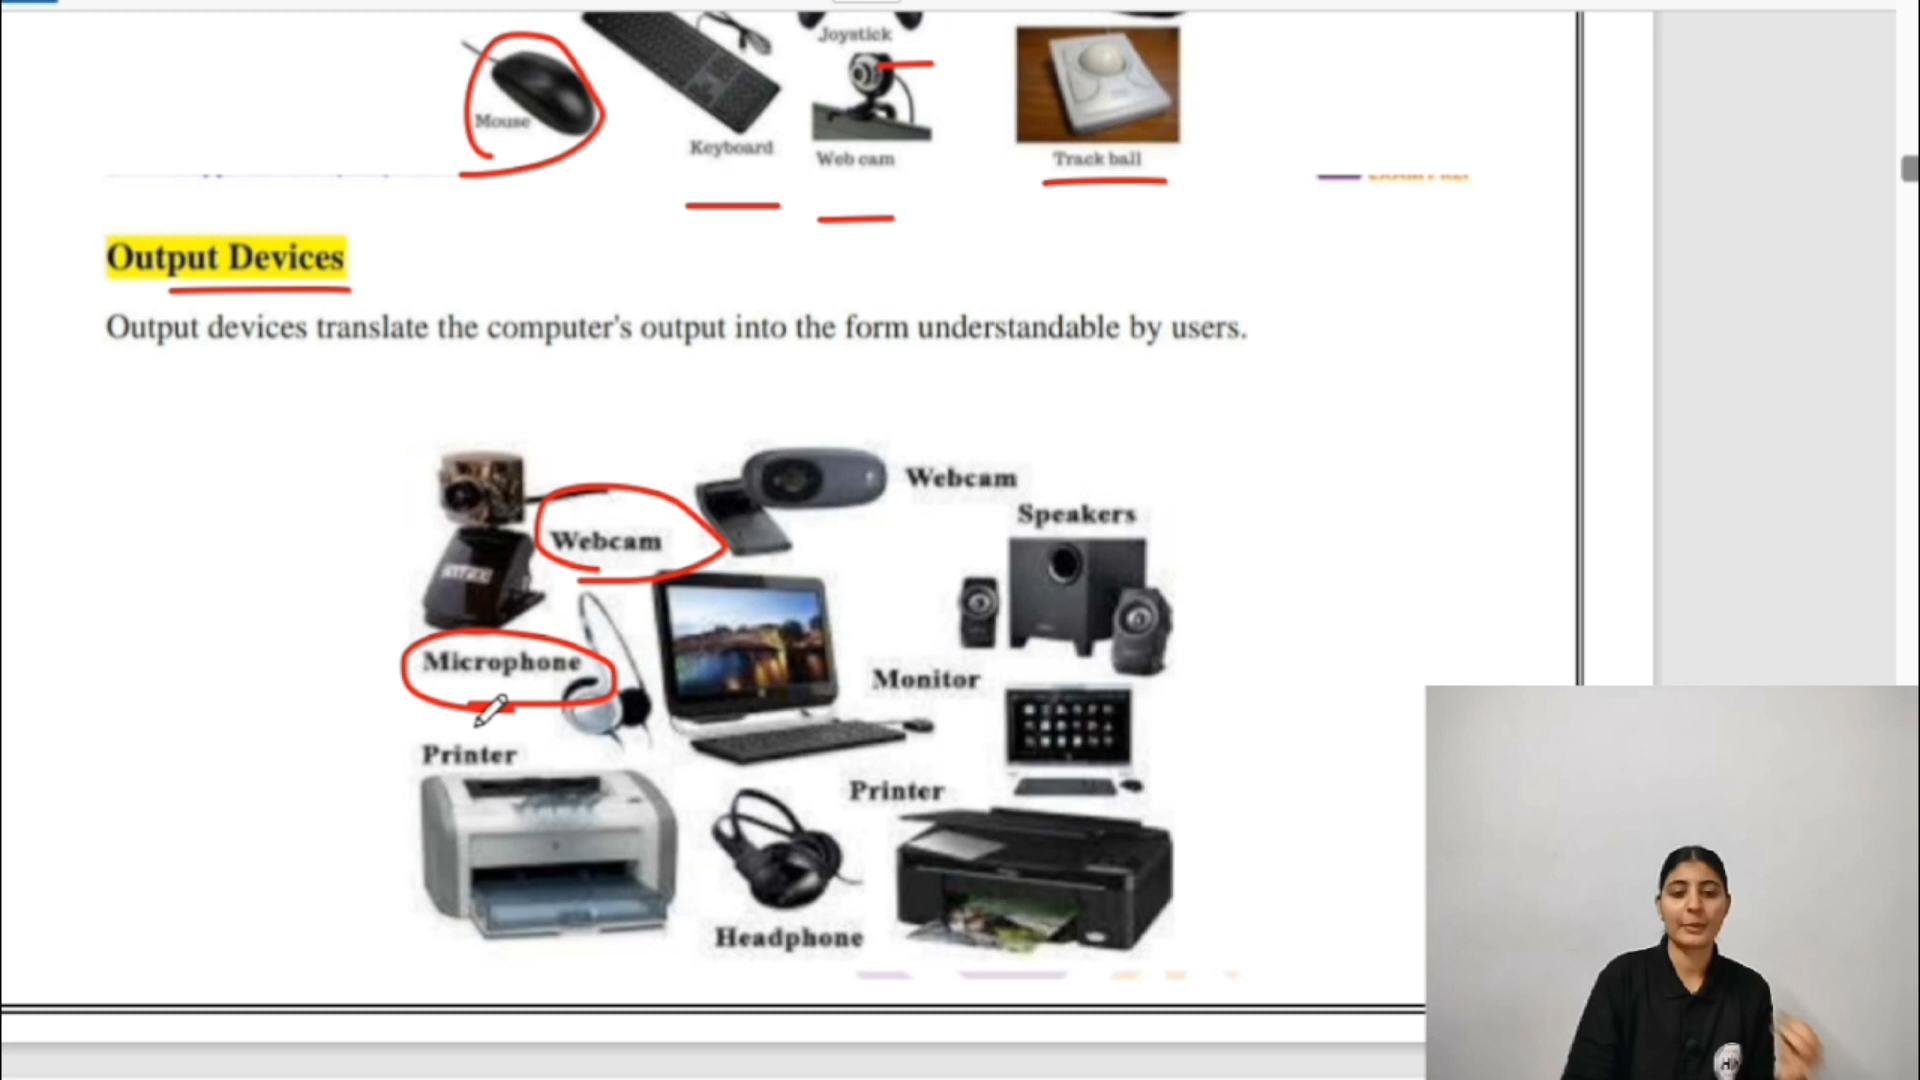 Joystick
Mouse
Keyboard
Web cam
Track ball
Output Devices
Output devices translate the computer's output into the form understandable by users.
Webcam
Speakers
Webcam
Microphone
Monitor
Printer
Printer
Headphone